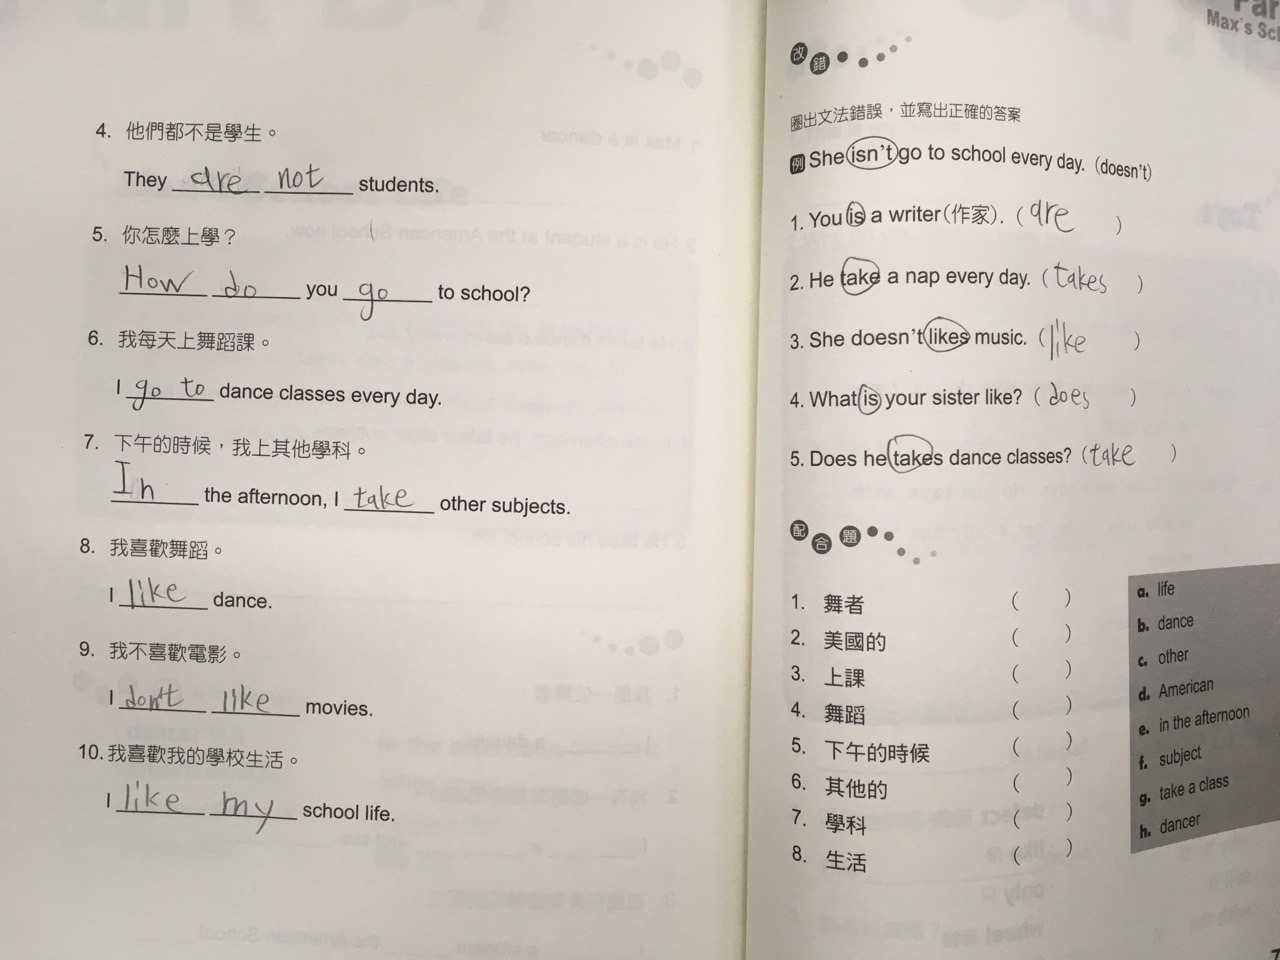 4. 他們都不是學生。
They are not students.
5. 你怎麼上學？
How do you go to school?
6. 我每天上舞蹈課。
I go to dance classes every day.
7. 下午的時候，我上其他學科。
In the afternoon, I take other subjects.
8. 我喜歡舞蹈。
I like dance.
9. 我不喜歡電影。
I don't like movies.
10. 我喜歡我的學校生活。
I like my school life.
Max's
改錯
圈出文法錯誤，並寫出正確的答案
例 She isn't go to school every day. (doesn't)
1. You is a writer(作家). (are)
2. He take a nap every day. (takes)
3. She doesn't likes music. (like)
4. What is your sister like? (does)
5. Does he takes dance classes? (take)
配合題
1. 舞者 ( )
2. 美國的 ( )
3. 上課 ( )
4. 舞蹈 ( )
5. 下午的時候 ( )
6. 其他的 ( )
7. 學科 ( )
8. 生活 ( )
a. life
b. dance
c. other
d. American
e. in the afternoon
f. subject
g. take a class
h. dancer